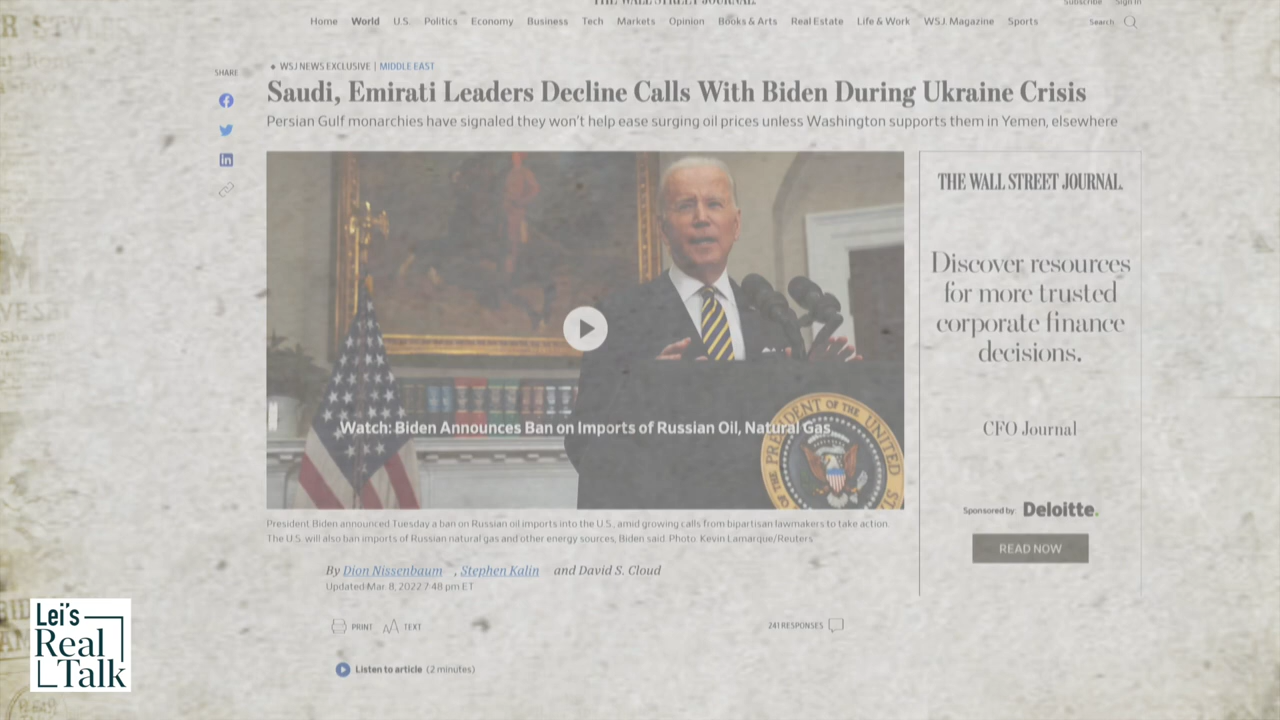 THE WALL STREET JOURNAL
Subscribe Sign In
Home World U.S. Politics Economy Business Tech Markets Opinion Books & Arts Real Estate Life & Work WSJ. Magazine Sports
Search
SHARE
WSJ NEWS EXCLUSIVE | MIDDLE EAST
Saudi, Emirati Leaders Decline Calls With Biden During Ukraine Crisis
Persian Gulf monarchies have signaled they won't help ease surging oil prices unless Washington supports them in Yemen, elsewhere
Watch: Biden Announces Ban on Imports of Russian Oil, Natural Gas
PRESIDENT OF THE UNITED
President Biden announced Tuesday a ban on Russian oil imports into the U.S., amid growing calls from bipartisan lawmakers to take action.
The U.S. will also ban imports of Russian natural gas and other energy sources, Biden said. Photo: Kevin Lamarque/Reuters
By Dion Nissenbaum , Stephen Kalin and David S. Cloud
Updated Mar. 8, 2022 7:48 pm ET
PRINT TEXT
241 RESPONSES
Listen to article (2 minutes)
THE WALL STREET JOURNAL.
Discover resources
for more trusted
corporate finance
decisions.
CFO Journal
Sponsored by: Deloitte.
READ NOW
Lei's
Real
Talk